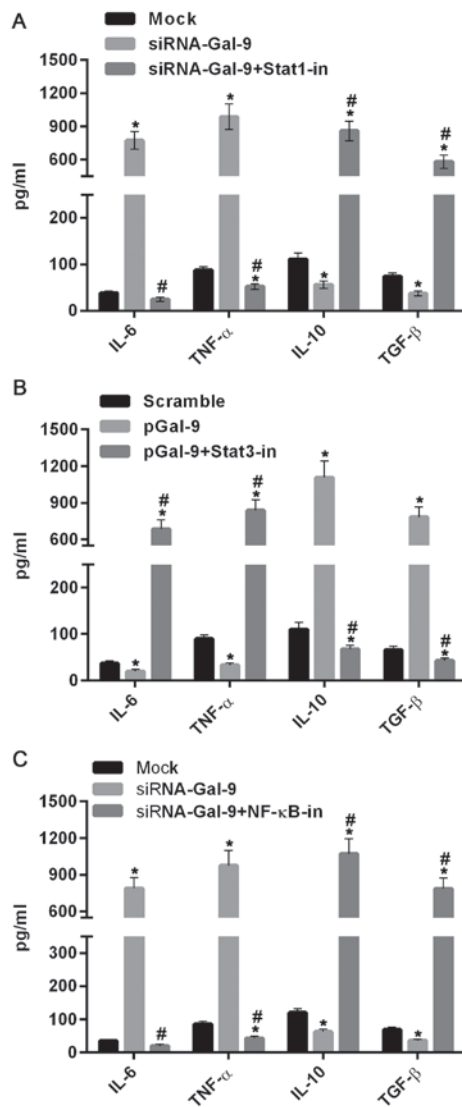 A
Mock
siRNA-Gal-9
siRNA-Gal-9+Stat1-in
pg/ml
1200
900
600
200
100
0
*
*
#
*
#
*
#
#
*
*
*
IL-6
TNF-α
IL-10
TGF-β
B
Scramble
pGal-9
pGal-9+Stat3-in
pg/ml
1500
1200
900
600
200
100
0
*
#
*
#
*
*
*
*
#
*
#
*
IL-6
TNF-α
IL-10
TGF-β
C
Mock
siRNA-Gal-9
siRNA-Gal-9+NF-κB-in
pg/ml
1500
1200
900
600
300
200
100
0
*
*
#
*
#
*
#
#
*
*
*
IL-6
TNF-α
IL-10
TGF-β